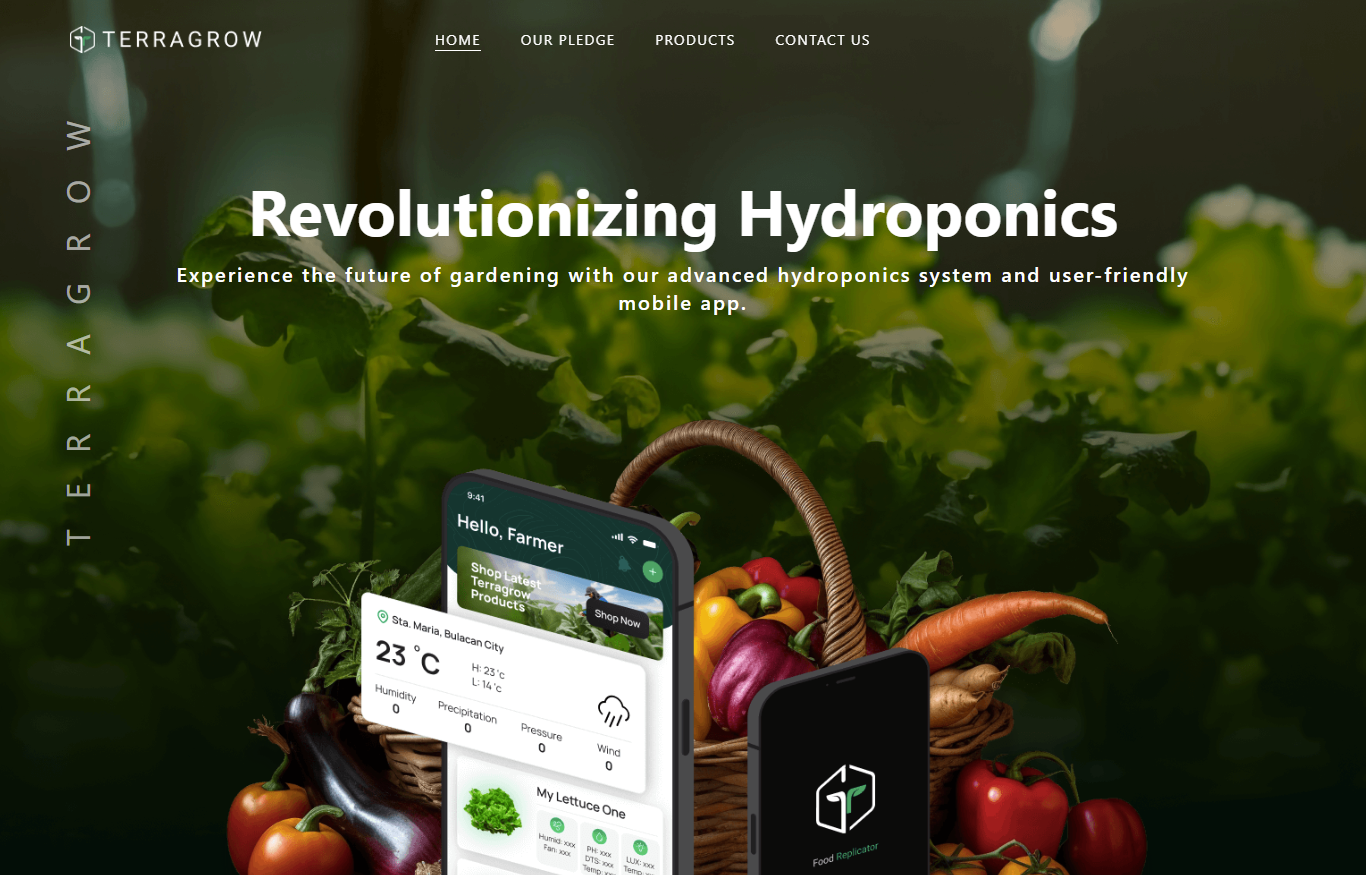 TERRAGROW
HOME OUR PLEDGE PRODUCTS CONTACT US
TERRAGROW
Revolutionizing Hydroponics
Experience the future of gardening with our advanced hydroponics system and user-friendly
mobile app.
9:41
Hello, Farmer
Shop Latest
Terragrow
Products
Shop Now
Sta. Maria, Bulacan City
23 °C
H: 23 °c
L: 14 °c
Humidity
0
Precipitation
0
Pressure
0
Wind
0
My Lettuce One
Humid: xxx
Fan: xxx
PH: xxx
DTS: xxx
Temp: xxx
LUX: xxx
Temp: xxx
Food Replicator